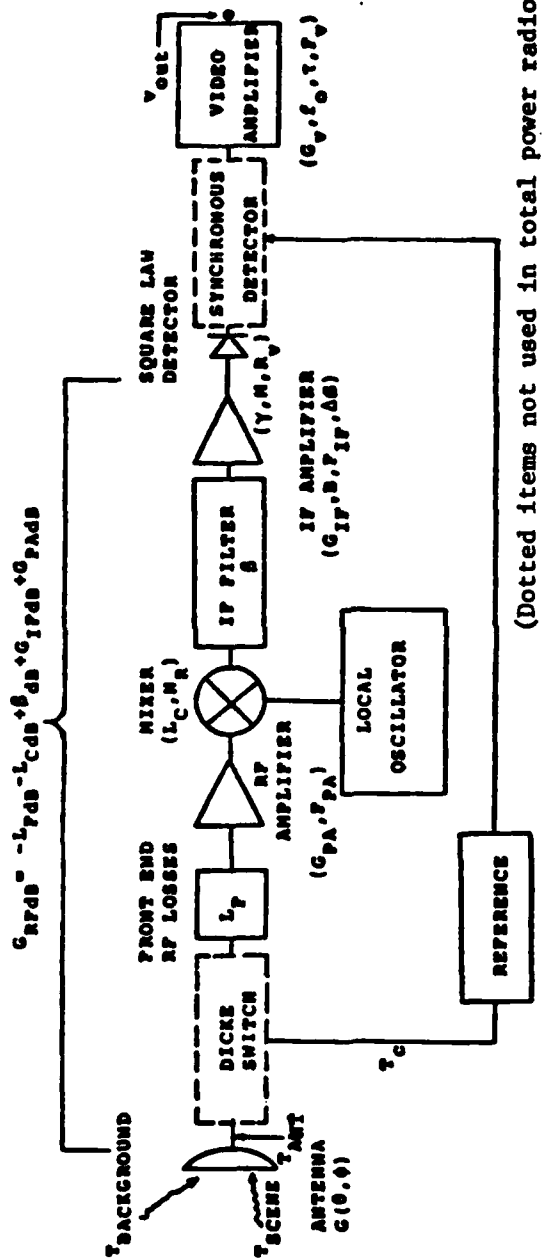 G_RFdB = -L_FdB -L_CdB +β_dB +G_IFdB +G_PAdB
T_BACKGROUND
T_SCENE
T_ANT
ANTENNA
G(θ,φ)
DICKE
SWITCH
FRONT END
RF LOSSES
L_F
RF
AMPLIFIER
(G_PA,F_PA)
MIXER
(L_C,N_R)
LOCAL
OSCILLATOR
IF FILTER
β
IF AMPLIFIER
(G_IF,B,F_IF,ΔG)
SQUARE LAW
DETECTOR
(γ,M,R_V)
SYNCHRONOUS
DETECTOR
VIDEO
AMPLIFIER
(G_V,f_o,τ,F_V)
V_out
T_C
REFERENCE
(Dotted items not used in total power radio